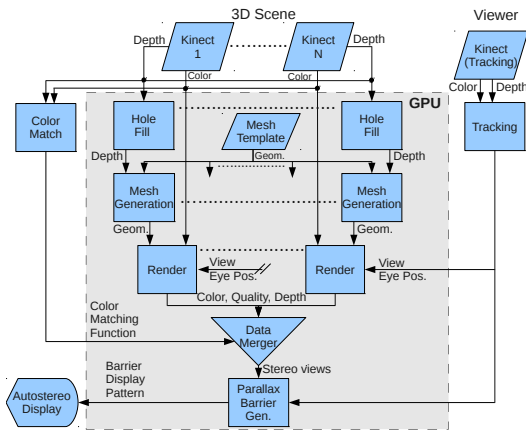 3D Scene
Viewer
Depth
Kinect
1
Kinect
N
Depth
Kinect
(Tracking)
Color
Color
Color
Depth
GPU
Color
Match
Hole
Fill
Mesh
Template
Hole
Fill
Tracking
Depth
Geom.
Depth
Mesh
Generation
Mesh
Generation
Geom.
Geom.
Render
View
Eye Pos.
Render
View
Eye Pos.
Color, Quality, Depth
Color
Matching
Function
Data
Merger
Stereo views
Barrier
Display
Pattern
Autostereo
Display
Parallax
Barrier
Gen.